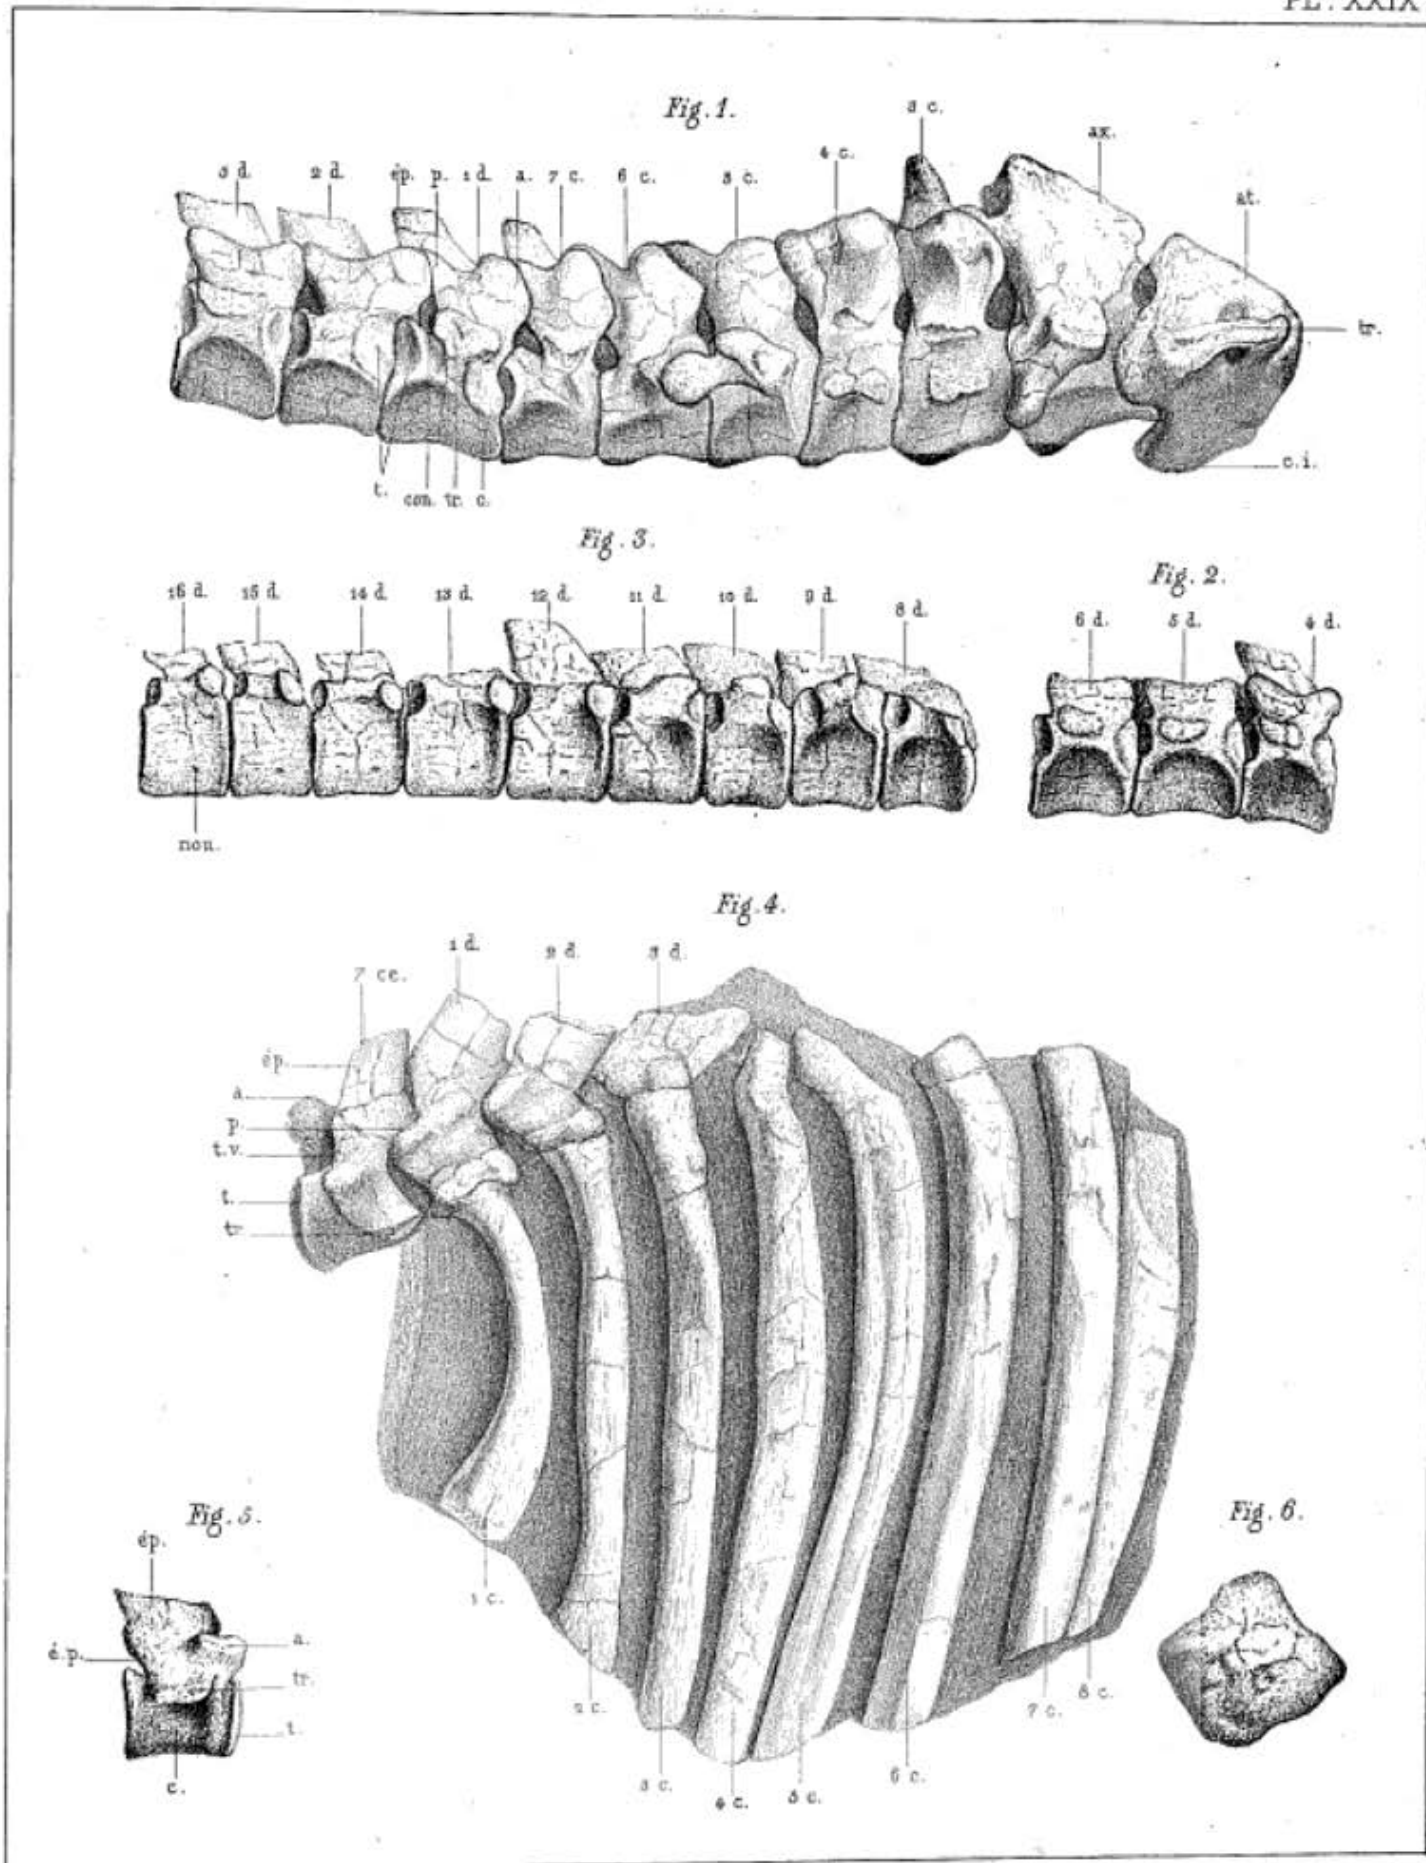 PL. XXIX
Fig. 1.
3 d. 2 d. ép. p. 1 d. a. 7 c. 6 c. 5 c. 4 c. 3 c. ax. at.
tr.
c.i.
t. con. tr. c.
Fig. 3.
16 d. 15 d. 14 d. 13 d. 12 d. 11 d. 10 d. 9 d. 8 d.
nou.
Fig. 2.
6 d. 5 d. 4 d.
Fig. 4.
7 ce. 1 d. 2 d. 3 d.
ép.
a.
p.
t.v.
t.
tr.
1 c. 2 c. 3 c. 4 c. 5 c. 6 c. 7 c. 8 c.
Fig. 5.
ép.
é.p.
a.
tr.
t.
c.
Fig. 6.